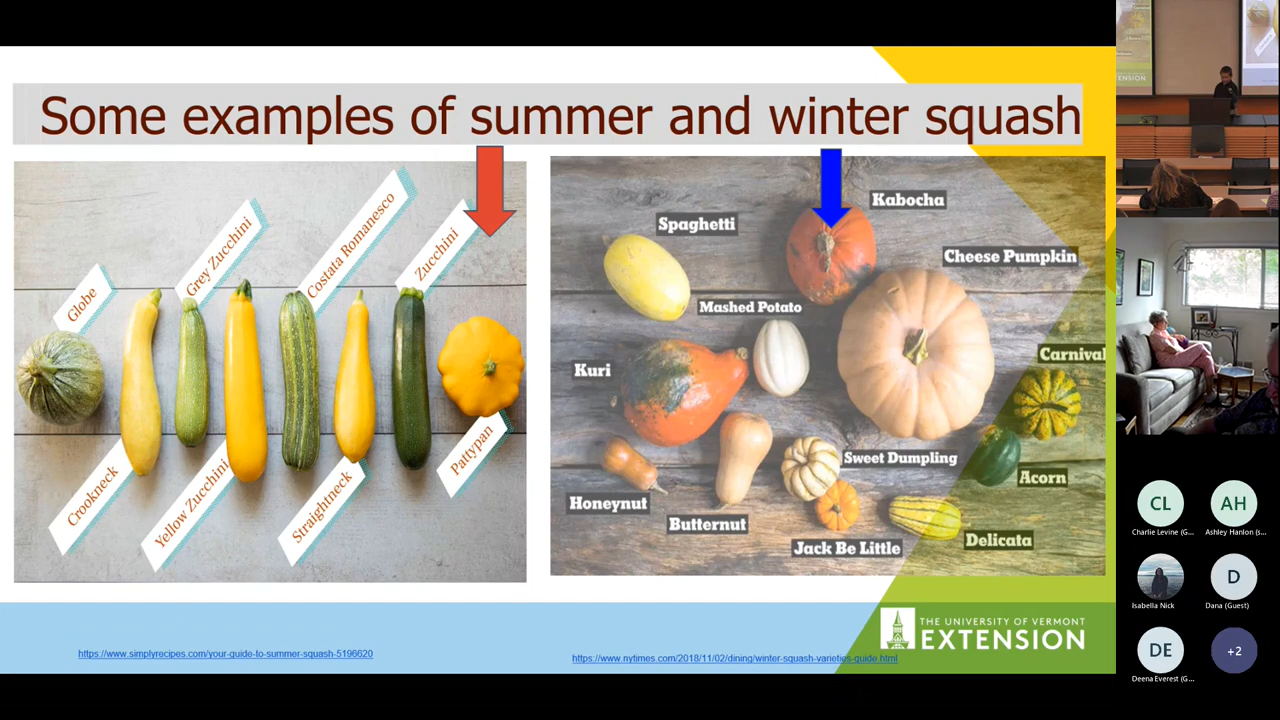 Some examples of summer and winter squash
Globe
Grey Zucchini
Costata Romanesco
Zucchini
Crookneck
Yellow Zucchini
Straightneck
Pattypan
Kabocha
Spaghetti
Cheese Pumpkin
Mashed Potato
Carnival
Kuri
Sweet Dumpling
Acorn
Honeynut
Butternut
Delicata
Jack Be Little
THE UNIVERSITY OF VERMONT
EXTENSION
https://www.simplyrecipes.com/your-guide-to-summer-squash-5196620
https://www.nytimes.com/2018/11/02/dining/winter-squash-varieties-guide.html
EXTENSION
CL
AH
Charlie Levine (G...
Ashley Hanlon (s...
D
Isabella Nick
Dana (Guest)
DE
+2
Deena Everest (G...